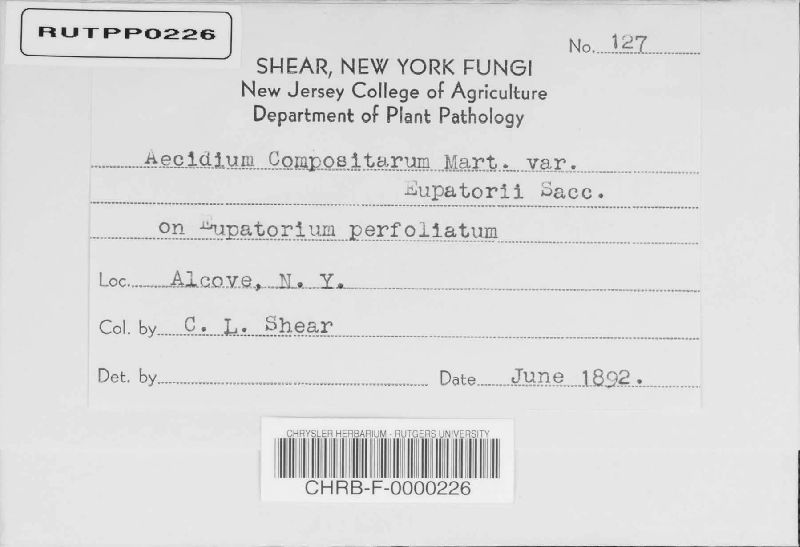 RUTPP0226
No. 127
SHEAR, NEW YORK FUNGI
New Jersey College of Agriculture
Department of Plant Pathology
Aecidium Compositarum Mart. var.
Eupatorii Sacc.
on Eupatorium perfoliatum
Loc. Alcove, N. Y.
Col. by C. L. Shear
Det. by
Date June 1892.
CHRYSLER HERBARIUM - RUTGERS UNIVERSITY
CHRB-F-0000226